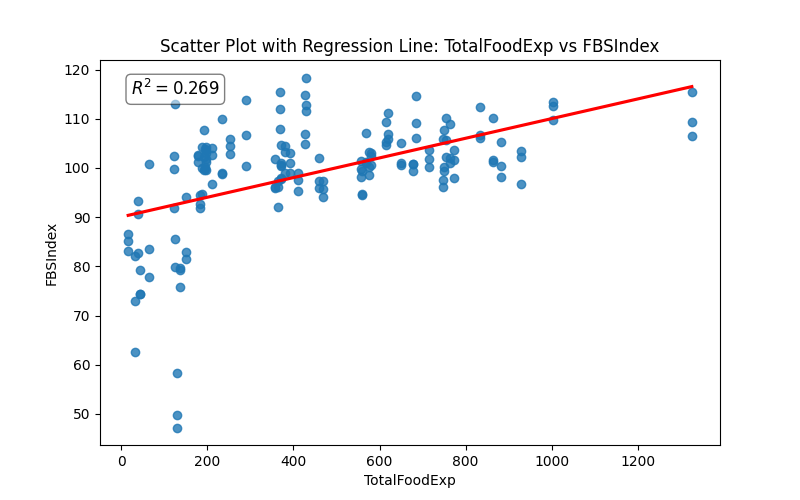 Scatter Plot with Regression Line: TotalFoodExp vs FBSIndex
R² = 0.269
120
110
100
90
80
70
60
50
FBSIndex
0 200 400 600 800 1000 1200
TotalFoodExp